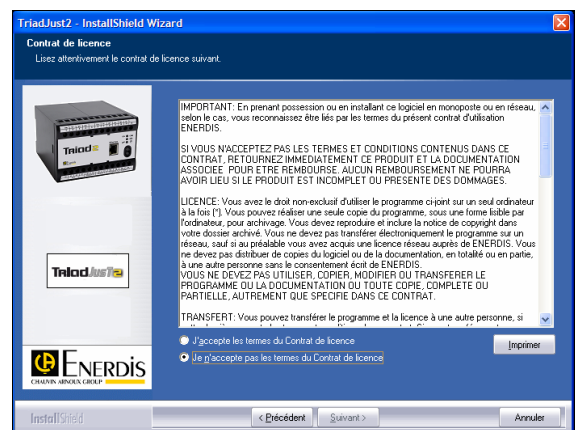 TriadJust2 - InstallShield Wizard
Contrat de licence
Lisez attentivement le contrat de licence suivant.
Triad2
IMPORTANT: En prenant possession ou en installant ce logiciel en monoposte ou en réseau,
selon le cas, vous reconnaissez être liés par les termes du présent contrat d'utilisation
ENERDIS.
SI VOUS N'ACCEPTEZ PAS LES TERMES ET CONDITIONS CONTENUS DANS CE
CONTRAT, RETOURNEZ IMMEDIATEMENT CE PRODUIT ET LA DOCUMENTATION
ASSOCIEE POUR ETRE REMBOURSE. AUCUN REMBOURSEMENT NE POURRA
AVOIR LIEU SI LE PRODUIT EST INCOMPLET OU PRESENTE DES DOMMAGES.
LICENCE: Vous avez le droit non-exclusif d'utiliser le programme ci-joint sur un seul ordinateur
à la fois (*). Vous pouvez réaliser une seule copie du programme, sous une forme lisible par
l'ordinateur, pour archivage. Vous devez reproduire et inclure la notice de copyright dans
votre dossier archivé. Vous ne devez pas transférer électroniquement le programme sur un
réseau, sauf si au préalable vous avez acquis une licence réseau auprès de ENERDIS. Vous
ne devez pas distribuer de copies du logiciel ou de la documentation, en totalité ou en partie,
à une autre personne sans le consentement écrit de ENERDIS.
VOUS NE DEVEZ PAS UTILISER, COPIER, MODIFIER OU TRANSFERER LE
PROGRAMME OU LA DOCUMENTATION OU TOUTE COPIE, COMPLETE OU
PARTIELLE, AUTREMENT QUE SPECIFIE DANS CE CONTRAT.
TRANSFERT: Vous pouvez transférer le programme et la licence à une autre personne, si
TriadJust2
J'accepte les termes du Contrat de licence
Je n'accepte pas les termes du Contrat de licence
Imprimer
ENERDIS
CHAUVIN ARNOUX GROUP
InstallShield
< Précédent
Suivant >
Annuler